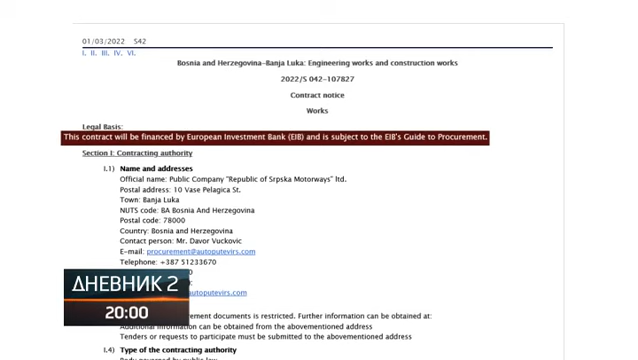 01/03/2022 S42
I. II. III. IV. VI.
Bosnia and Herzegovina-Banja Luka: Engineering works and construction works
2022/S 042-107827
Contract notice
Works
Legal Basis:
This contract will be financed by European Investment Bank (EIB) and is subject to the EIB's Guide to Procurement.
Section I: Contracting authority
I.1) Name and addresses
Official name: Public Company "Republic of Srpska Motorways" ltd.
Postal address: 10 Vase Pelagica St.
Town: Banja Luka
NUTS code: BA Bosnia And Herzegovina
Postal code: 78000
Country: Bosnia and Herzegovina
Contact person: Mr. Davor Vuckovic
E-mail: procurement@autoputevirs.com
Telephone: +387 51233670
ДНЕВНИК 2
20:00
autoputevirs.com
documents is restricted. Further information can be obtained at:
Additional information can be obtained from the abovementioned address
Tenders or requests to participate must be submitted to the abovementioned address
I.4) Type of the contracting authority
Body governed by public law